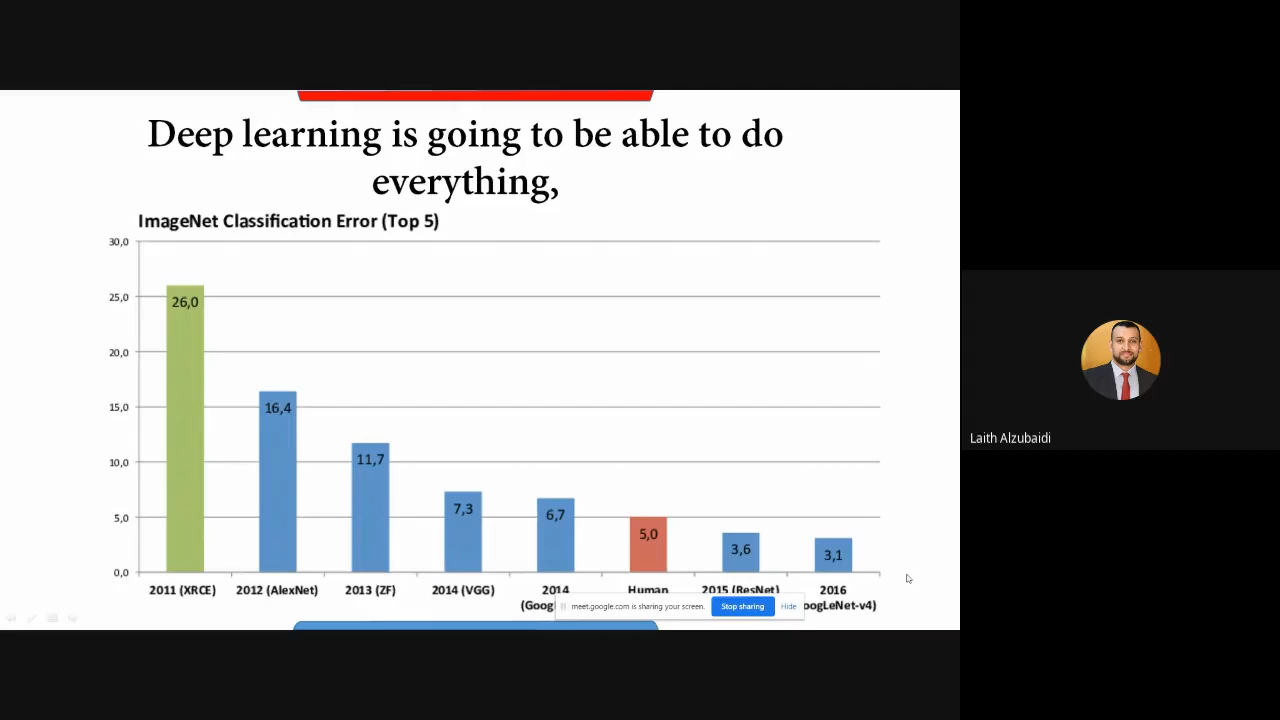 Deep learning is going to be able to do
everything,
ImageNet Classification Error (Top 5)
30,0
25,0
20,0
15,0
10,0
5,0
0,0
26,0
16,4
11,7
7,3
6,7
5,0
3,6
3,1
2011 (XRCE)
2012 (AlexNet)
2013 (ZF)
2014 (VGG)
2014
Human
2015 (ResNet)
2016
meet.google.com is sharing your screen.
Stop sharing
Hide
Laith Alzubaidi